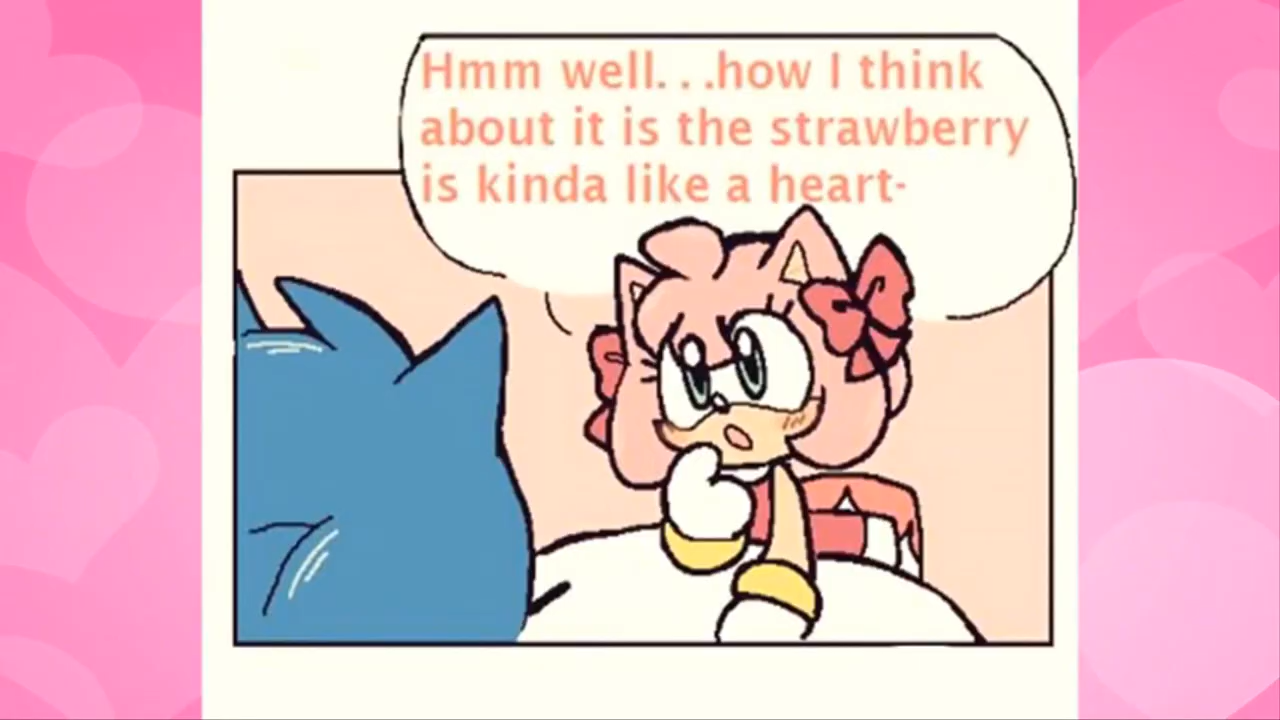 Hmm well. . .how I think
about it is the strawberry
is kinda like a heart-